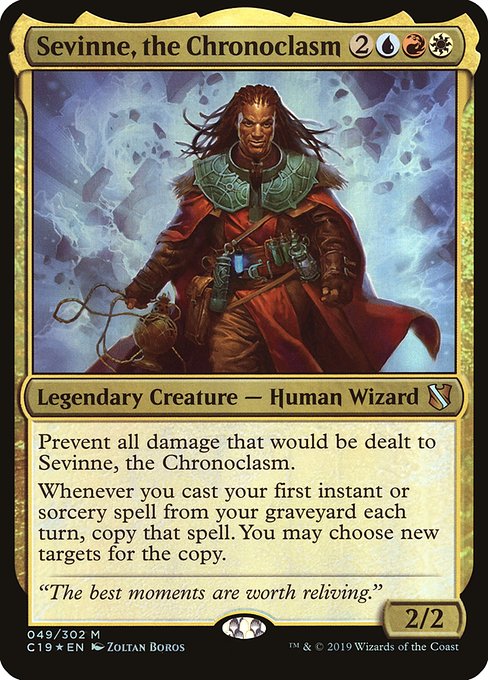 Sevinne, the Chronoclasm 2
Legendary Creature — Human Wizard
Prevent all damage that would be dealt to
Sevinne, the Chronoclasm.
Whenever you cast your first instant or
sorcery spell from your graveyard each
turn, copy that spell. You may choose new
targets for the copy.
“The best moments are worth reliving.”
2/2
049/302 M
C19★EN Zoltan Boros
™ & © 2019 Wizards of the Coast